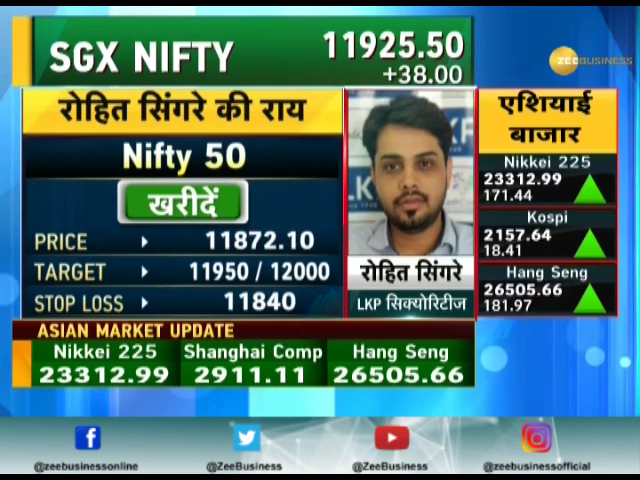 SGX NIFTY
11925.50
+38.00
ZEEBUSINESS
रोहित सिंगरे की राय
Nifty 50
खरीदें
PRICE 11872.10
TARGET 11950 / 12000
STOP LOSS 11840
रोहित सिंगरे
LKP सिक्योरिटीज
एशियाई
बाजार
Nikkei 225
23312.99
171.44
Kospi
2157.64
18.41
Hang Seng
26505.66
181.97
ASIAN MARKET UPDATE
Nikkei 225 Shanghai Comp Hang Seng
23312.99 2911.11 26505.66
@zeebusinessonline @ZeeBusiness @ZeeBusiness @zeebusinessofficial